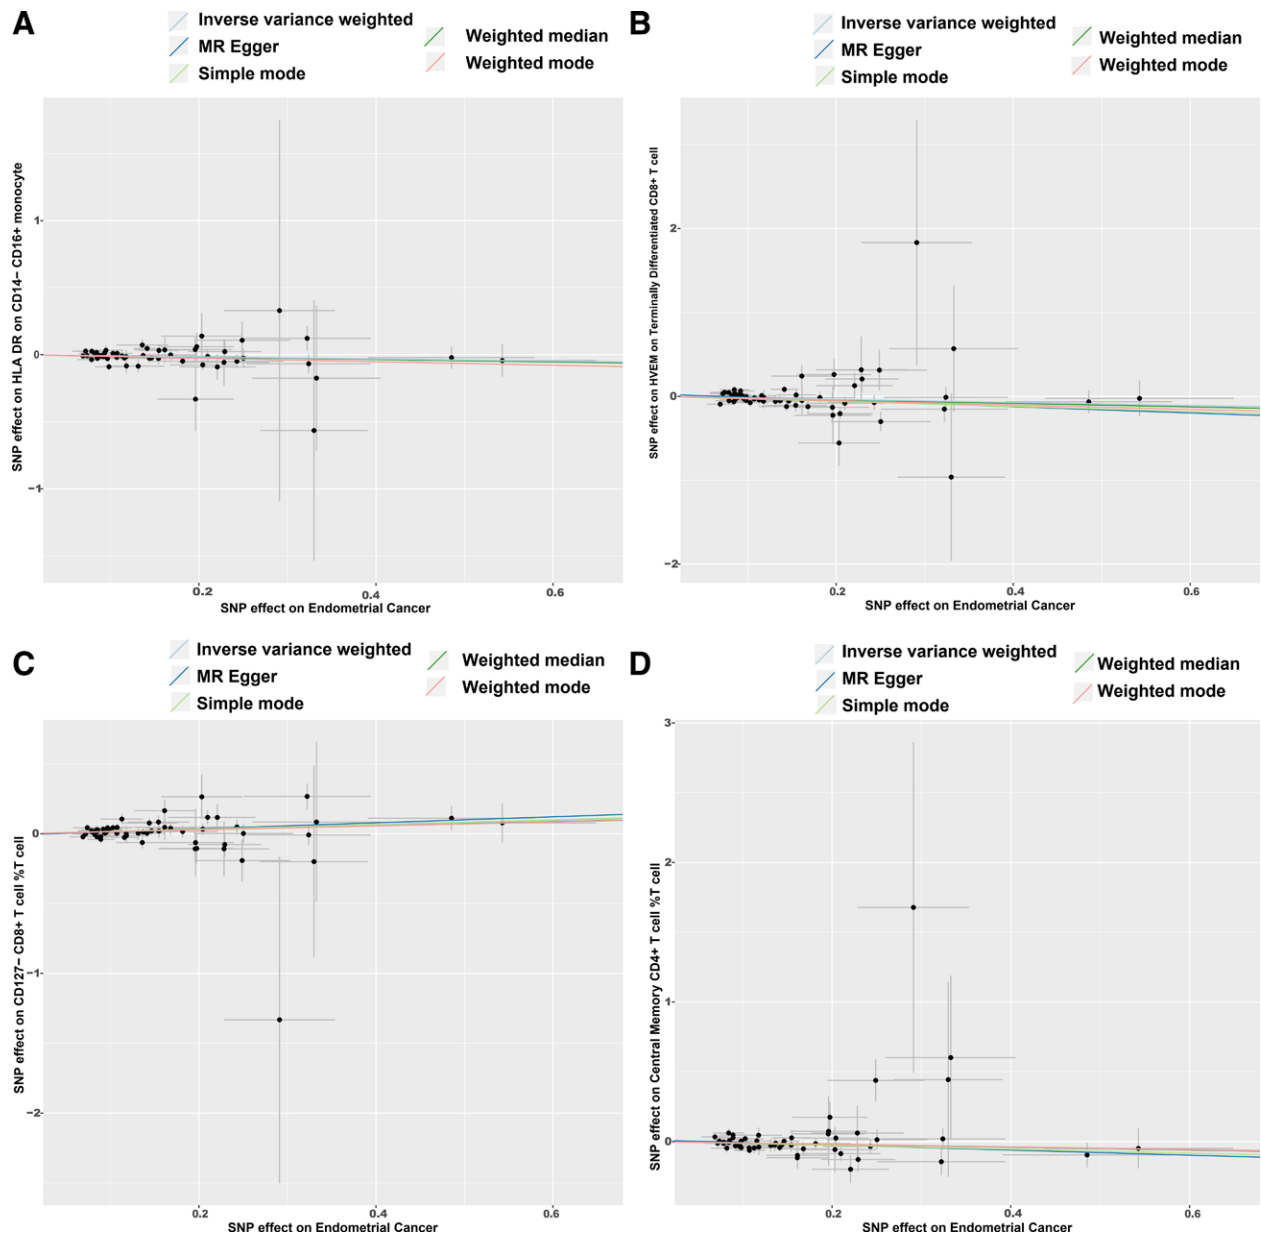 A
Inverse variance weighted
MR Egger
Simple mode
Weighted median
Weighted mode
SNP effect on HLA DR on CD14− CD16+ monocyte
1
0
−1
0.2
0.4
0.6
SNP effect on Endometrial Cancer
B
Inverse variance weighted
MR Egger
Simple mode
Weighted median
Weighted mode
SNP effect on HVEM on Terminally Differentiated CD8+ T cell
2
0
−2
0.2
0.4
0.6
SNP effect on Endometrial Cancer
C
Inverse variance weighted
MR Egger
Simple mode
Weighted median
Weighted mode
SNP effect on CD127− CD8+ T cell %T cell
0
−1
−2
0.2
0.4
0.6
SNP effect on Endometrial Cancer
D
Inverse variance weighted
MR Egger
Simple mode
Weighted median
Weighted mode
SNP effect on Central Memory CD4+ T cell %T cell
3
2
1
0
0.2
0.4
0.6
SNP effect on Endometrial Cancer